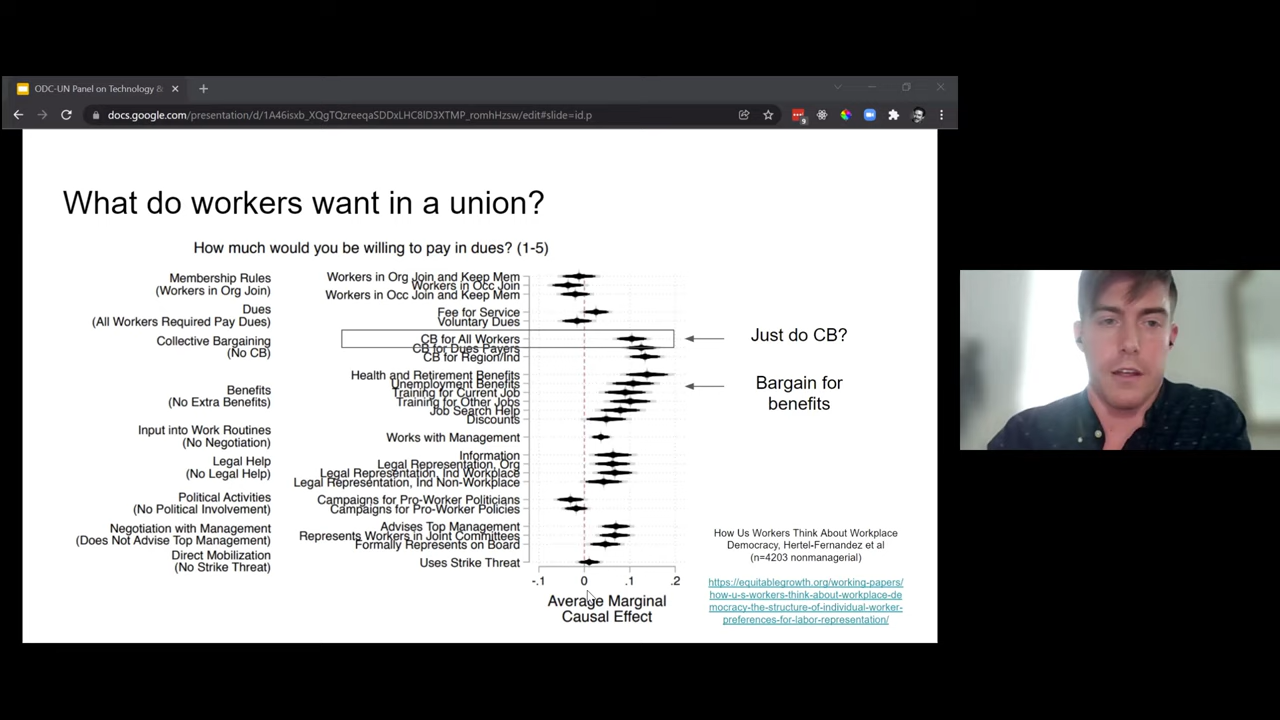 ODC-UN Panel on Technology &
docs.google.com/presentation/d/1A46isxb_XQgTQzreeqaSDDxLHC8lD3XTMP_romhHzsw/edit#slide=id.p
9
What do workers want in a union?
How much would you be willing to pay in dues? (1-5)
Membership Rules
(Workers in Org Join)
Workers in Org Join and Keep Mem
Workers in Occ Join
Workers in Occ Join and Keep Mem
Dues
(All Workers Required Pay Dues)
Fee for Service
Voluntary Dues
Collective Bargaining
(No CB)
CB for All Workers
CB for Dues Payers
CB for Region/Ind
Just do CB?
Benefits
(No Extra Benefits)
Health and Retirement Benefits
Unemployment Benefits
Training for Current Job
Training for Other Jobs
Job Search Help
Discounts
Bargain for
benefits
Input into Work Routines
(No Negotiation)
Works with Management
Legal Help
(No Legal Help)
Information
Legal Representation, Org
Legal Representation, Ind Workplace
Legal Representation, Ind Non-Workplace
Political Activities
(No Political Involvement)
Campaigns for Pro-Worker Politicians
Campaigns for Pro-Worker Policies
Negotiation with Management
(Does Not Advise Top Management)
Advises Top Management
Represents Workers in Joint Committees
Formally Represents on Board
Direct Mobilization
(No Strike Threat)
Uses Strike Threat
-.1 0 .1 .2
Average Marginal
Causal Effect
How Us Workers Think About Workplace
Democracy, Hertel-Fernandez et al
(n=4203 nonmanagerial)
https://equitablegrowth.org/working-papers/
how-u-s-workers-think-about-workplace-de
mocracy-the-structure-of-individual-worker-
preferences-for-labor-representation/